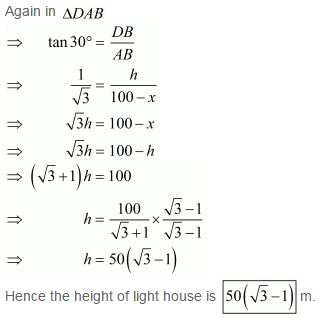 Again in ΔDAB
⇒ tan 30° = DB/AB
⇒ 1/√3 = h/(100 − x)
⇒ √3h = 100 − x
⇒ √3h = 100 − h
⇒ (√3 + 1)h = 100
⇒ h = 100/(√3 + 1) × (√3 − 1)/(√3 − 1)
⇒ h = 50(√3 − 1)
Hence the height of light house is 50(√3 − 1) m.